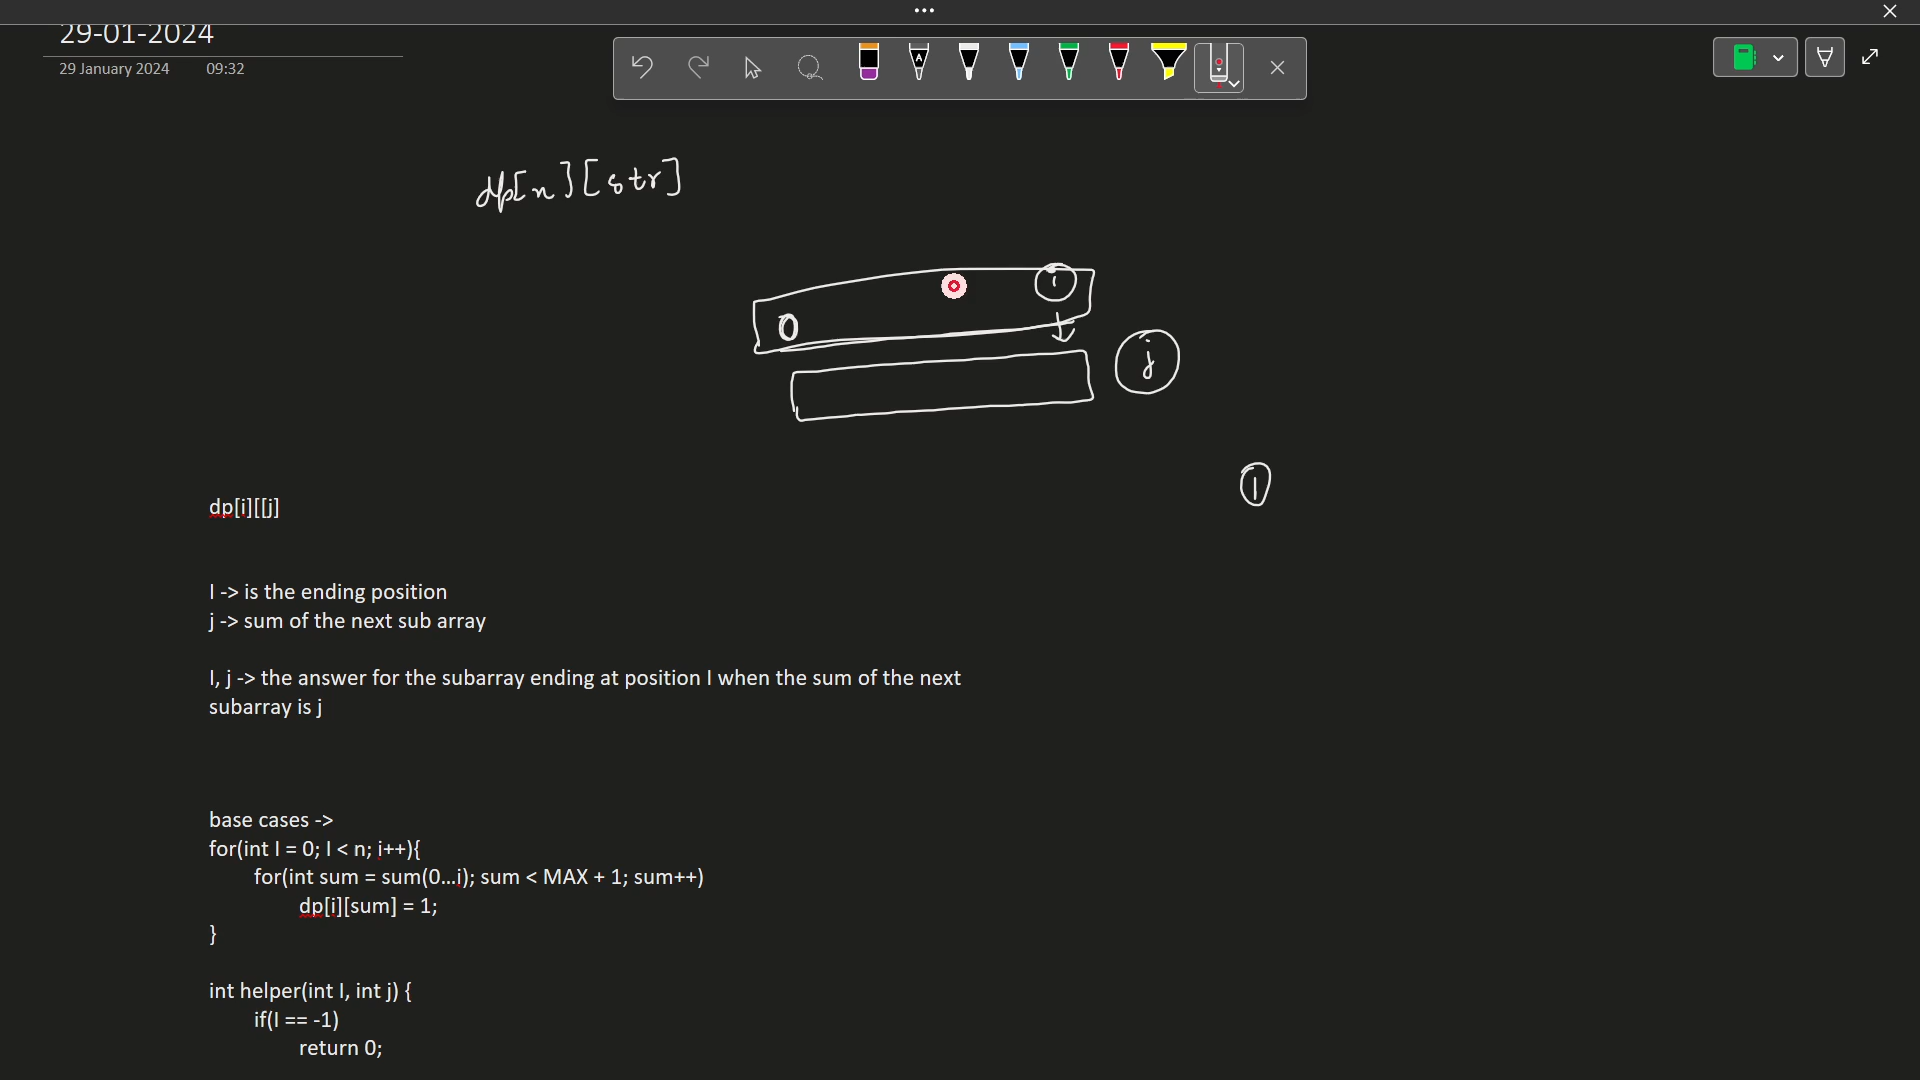 29-01-2024
29 January 2024 09:32
A
dp[n][str]
i
0
j
1
dp[i][[j]
I -> is the ending position
j -> sum of the next sub array
I, j -> the answer for the subarray ending at position I when the sum of the next
subarray is j
base cases ->
for(int I = 0; I < n; i++){
for(int sum = sum(0...i); sum < MAX + 1; sum++)
dp[i][sum] = 1;
}
int helper(int I, int j) {
if(I == -1)
return 0;